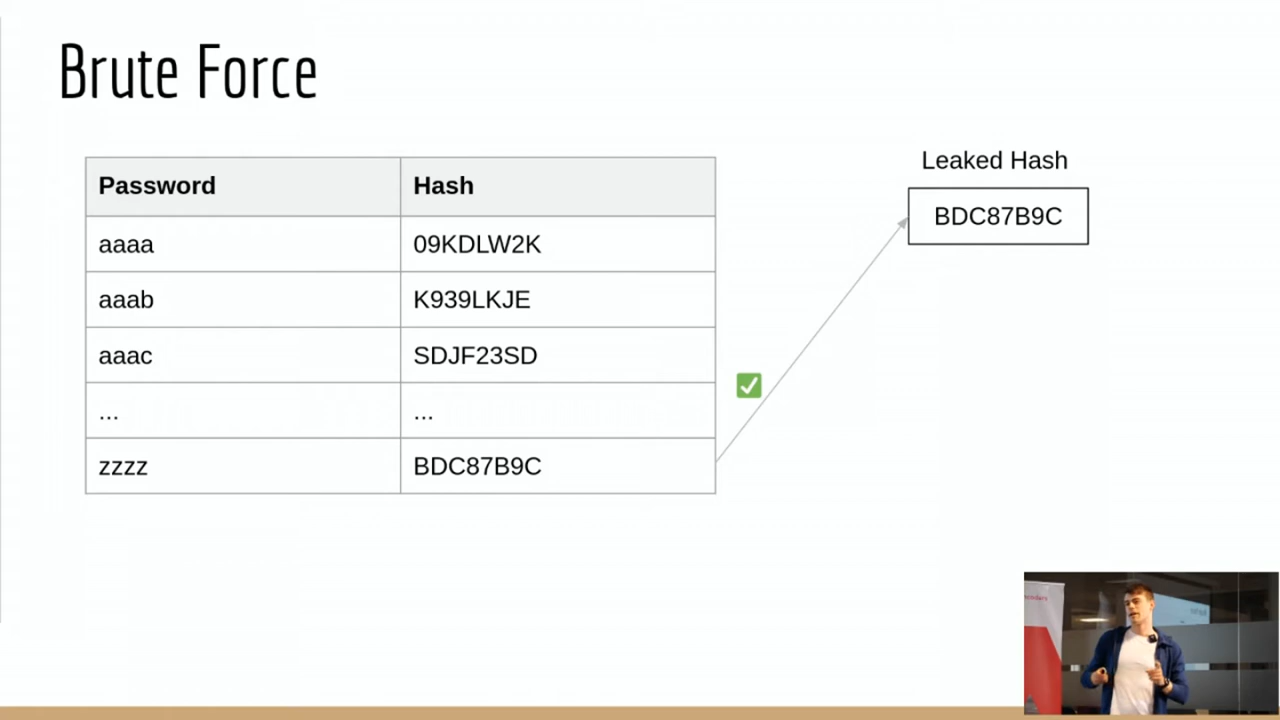 Brute Force
Leaked Hash
BDC87B9C
Password Hash
aaaa 09KDLW2K
aaab K939LKJE
aaac SDJF23SD
... ...
zzzz BDC87B9C